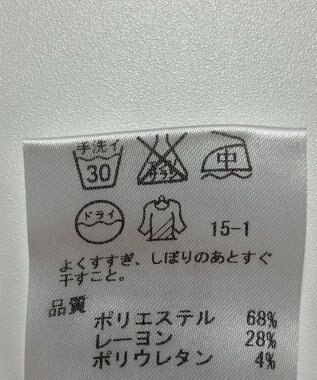 手洗イ
30
エンソ
サラシ
中
ドライ
15-1
よくすすぎ、しぼりのあとすぐ
干すこと。
品質
ポリエステル 68%
レーヨン 28%
ポリウレタン 4%